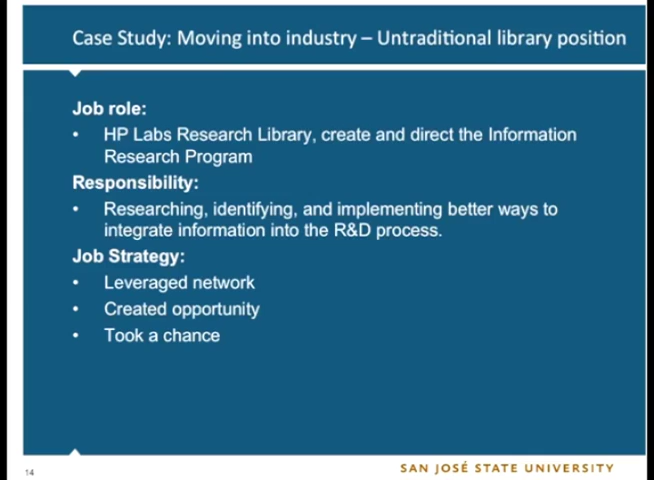 Case Study: Moving into industry – Untraditional library position
Job role:
• HP Labs Research Library, create and direct the Information
Research Program
Responsibility:
• Researching, identifying, and implementing better ways to
integrate information into the R&D process.
Job Strategy:
• Leveraged network
• Created opportunity
• Took a chance
14
SAN JOSÉ STATE UNIVERSITY